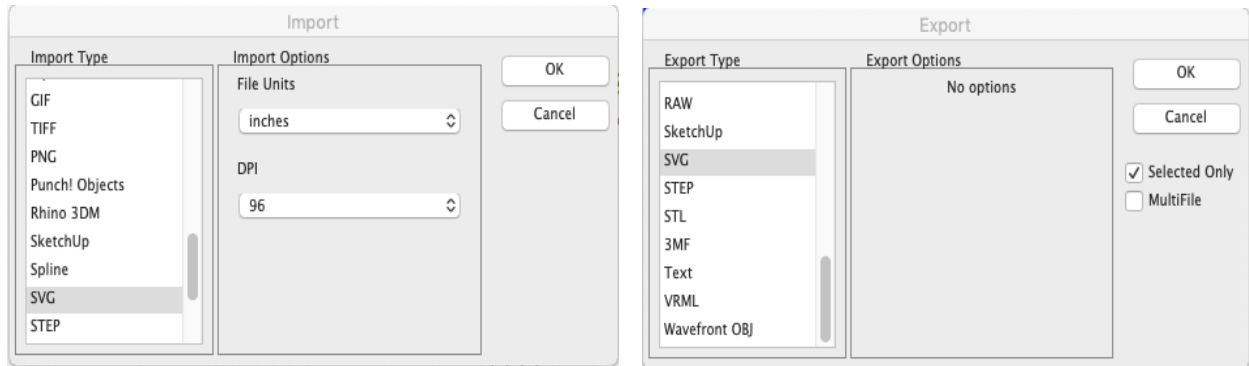 Import
Import Type
GIF
TIFF
PNG
Punch! Objects
Rhino 3DM
SketchUp
Spline
SVG
STEP
Import Options
File Units
inches
DPI
96
OK
Cancel
Export
Export Type
RAW
SketchUp
SVG
STEP
STL
3MF
Text
VRML
Wavefront OBJ
Export Options
No options
OK
Cancel
Selected Only
MultiFile